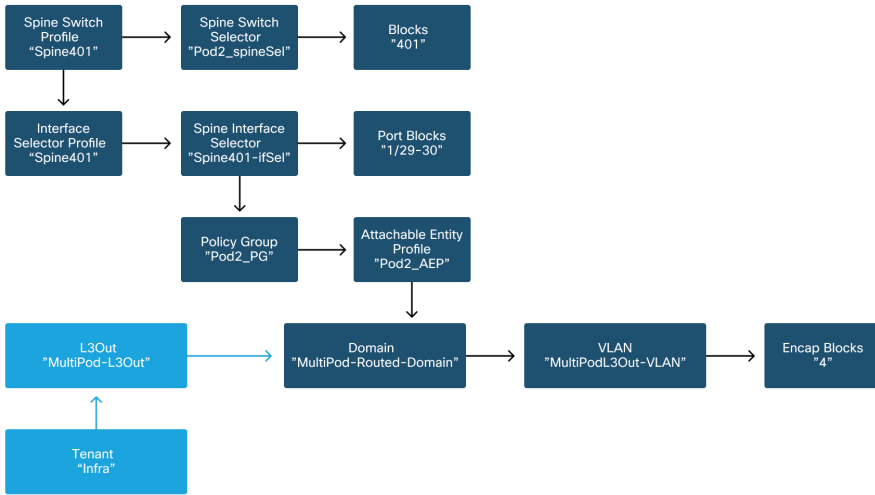 Spine Switch
Profile
“Spine401”
Spine Switch
Selector
"Pod2_spineSel"
Blocks
"401"
Interface
Selector Profile
“Spine401”
Spine Interface
Selector
"Spine401-ifSel"
Port Blocks
"1/29-30"
Policy Group
"Pod2_PG"
Attachable Entity
Profile
"Pod2_AEP"
L3Out
"MultiPod-L3Out"
Domain
"MultiPod-Routed-Domain"
VLAN
"MultiPodL3Out-VLAN"
Encap Blocks
"4"
Tenant
“Infra”